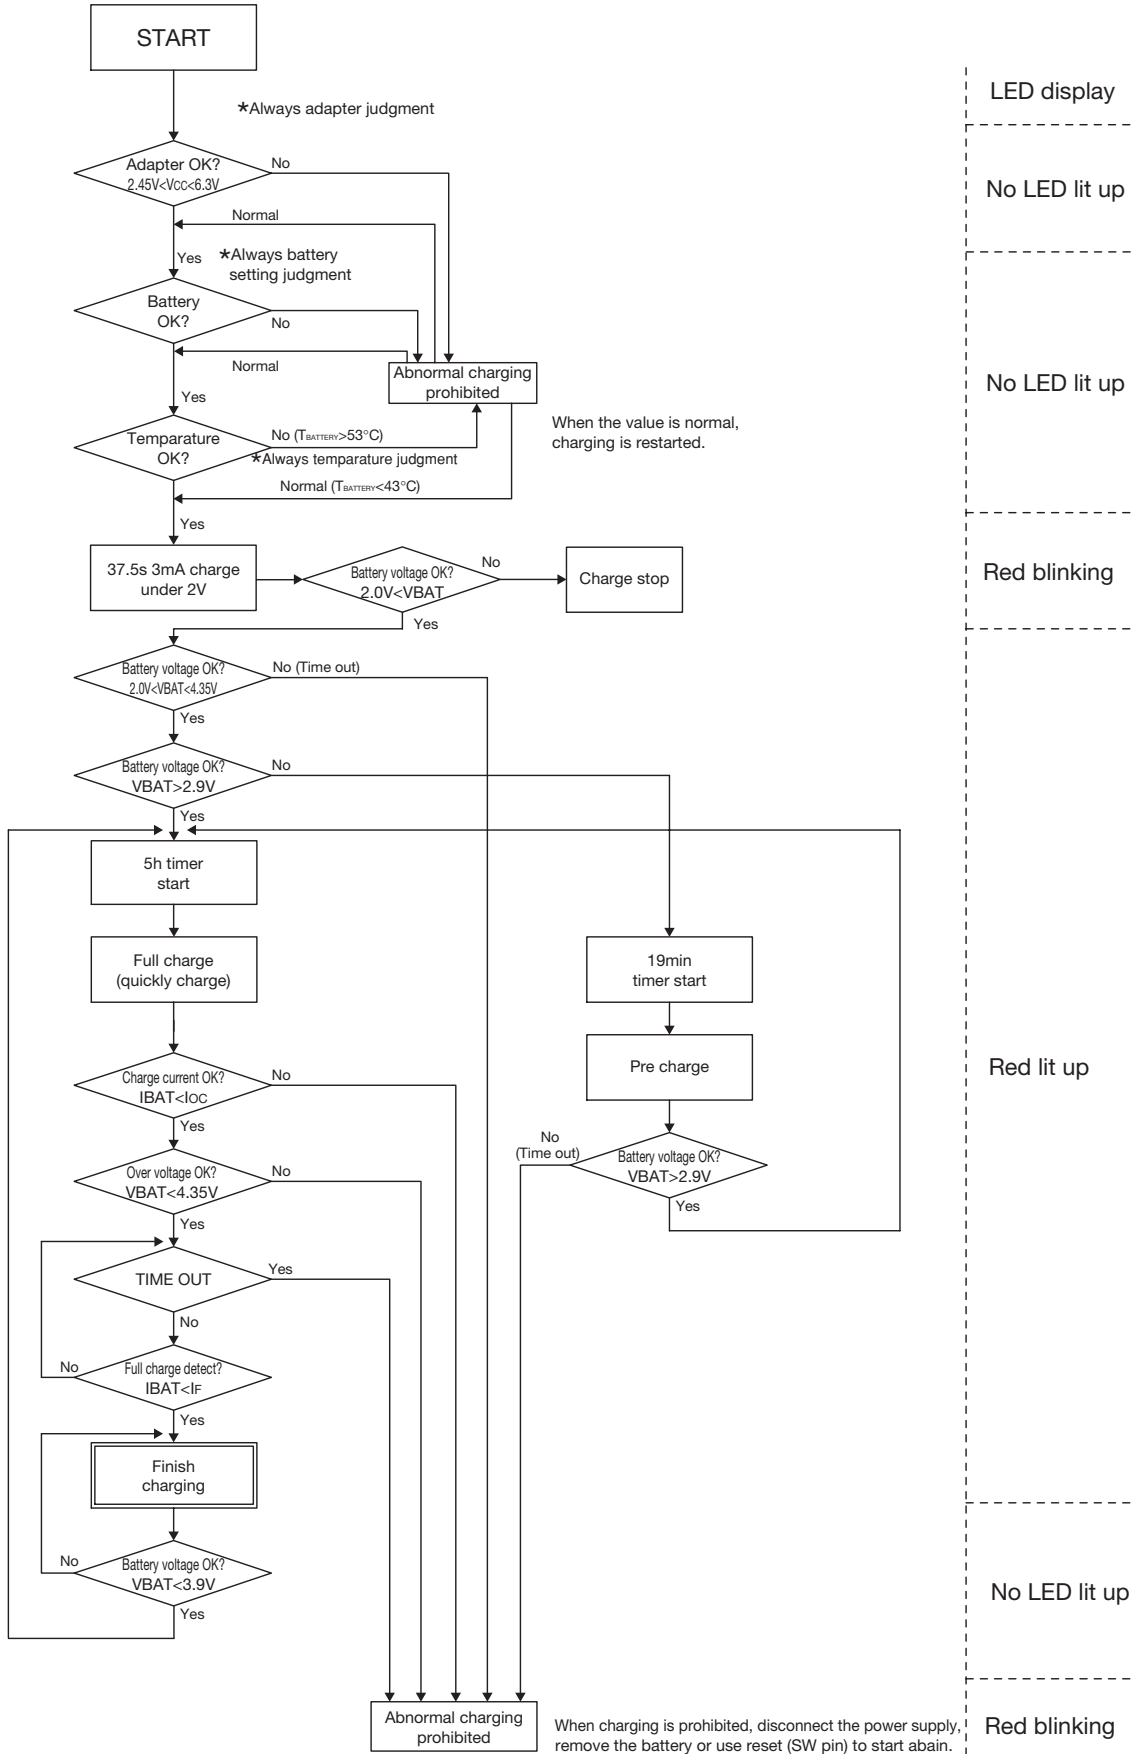 START
LED display
*Always adapter judgment
Adapter OK?
2.45V<VCC<6.3V
No
No LED lit up
Normal
Yes
*Always battery
setting judgment
Battery
OK?
No
Normal
Abnormal charging
prohibited
No LED lit up
Yes
When the value is normal,
charging is restarted.
Temparature
OK?
No (TBATTERY>53°C)
*Always temparature judgment
Normal (TBATTERY<43°C)
Yes
37.5s 3mA charge
under 2V
Battery voltage OK?
2.0V<VBAT
No
Charge stop
Red blinking
Yes
Battery voltage OK?
2.0V<VBAT<4.35V
No (Time out)
Yes
Battery voltage OK?
VBAT>2.9V
No
Yes
5h timer
start
Full charge
(quickly charge)
19min
timer start
Pre charge
Red lit up
Charge current OK?
IBAT<IOC
No
Yes
No
(Time out)
Battery voltage OK?
VBAT>2.9V
Yes
Over voltage OK?
VBAT<4.35V
No
Yes
TIME OUT
Yes
No
Full charge detect?
IBAT<IF
No
Yes
Finish
charging
Battery voltage OK?
VBAT<3.9V
No
Yes
No LED lit up
Abnormal charging
prohibited
When charging is prohibited, disconnect the power supply,
remove the battery or use reset (SW pin) to start abain.
Red blinking